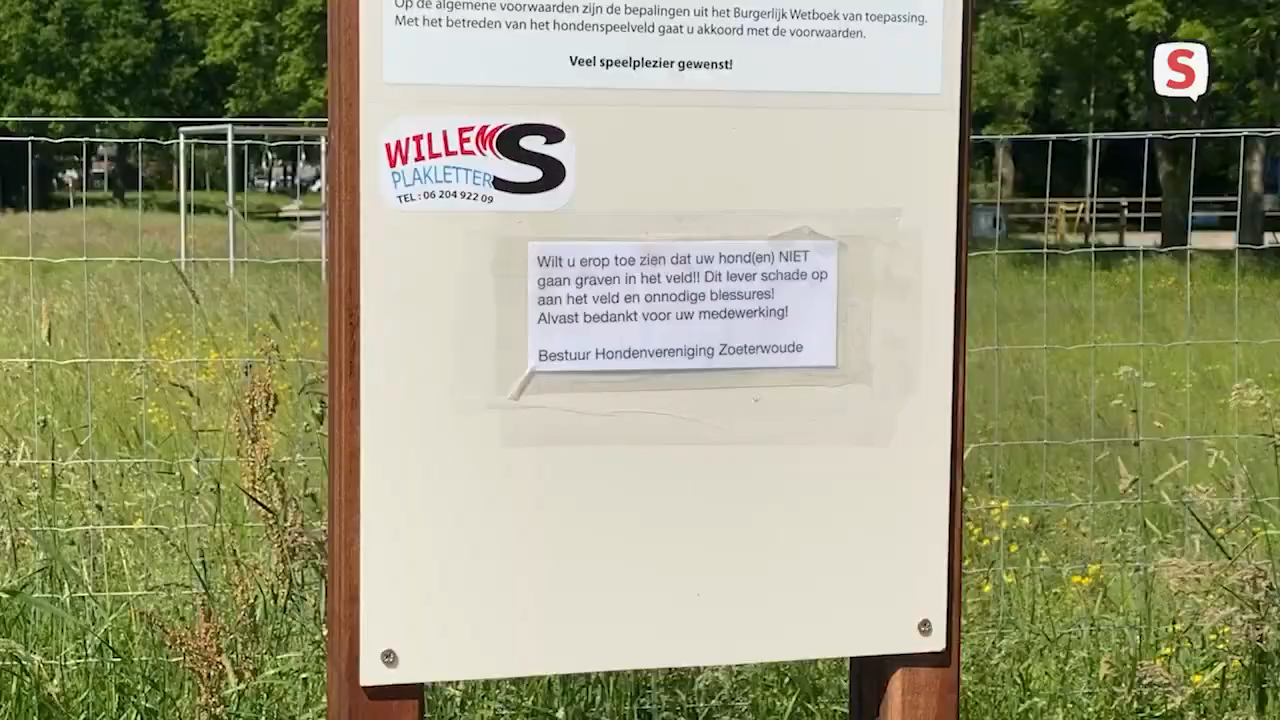 Op de algemene voorwaarden zijn de bepalingen uit het Burgerlijk Wetboek van toepassing.
Met het betreden van het hondenspeelveld gaat u akkoord met de voorwaarden.
Veel speelplezier gewenst!
S
WILLEMS
PLAKLETTERS
TEL: 06 204 922 09
Wilt u erop toe zien dat uw hond(en) NIET
gaan graven in het veld!! Dit lever schade op
aan het veld en onnodige blessures!
Alvast bedankt voor uw medewerking!
Bestuur Hondenvereniging Zoeterwoude